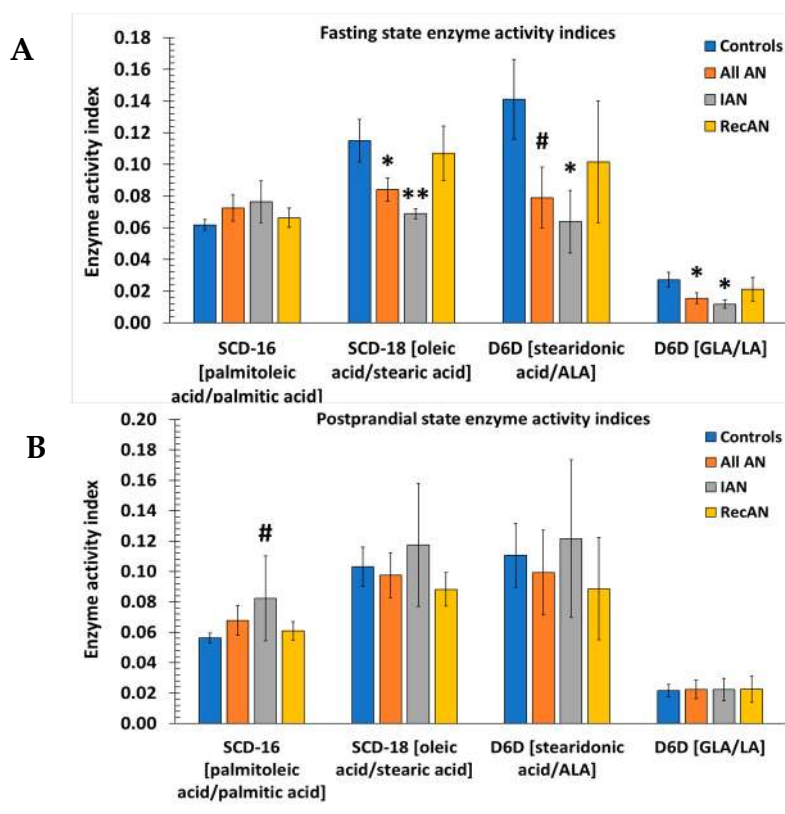 A
Fasting state enzyme activity indices
Controls
All AN
IAN
RecAN
Enzyme activity index
0.18
0.16
0.14
0.12
0.10
0.08
0.06
0.04
0.02
0.00
* ** # * * *
SCD-16 [palmitoleic acid/palmitic acid]
SCD-18 [oleic acid/stearic acid]
D6D [stearidonic acid/ALA]
D6D [GLA/LA]
B
Postprandial state enzyme activity indices
Controls
All AN
IAN
RecAN
Enzyme activity index
0.20
0.18
0.16
0.14
0.12
0.10
0.08
0.06
0.04
0.02
0.00
#
SCD-16 [palmitoleic acid/palmitic acid]
SCD-18 [oleic acid/stearic acid]
D6D [stearidonic acid/ALA]
D6D [GLA/LA]